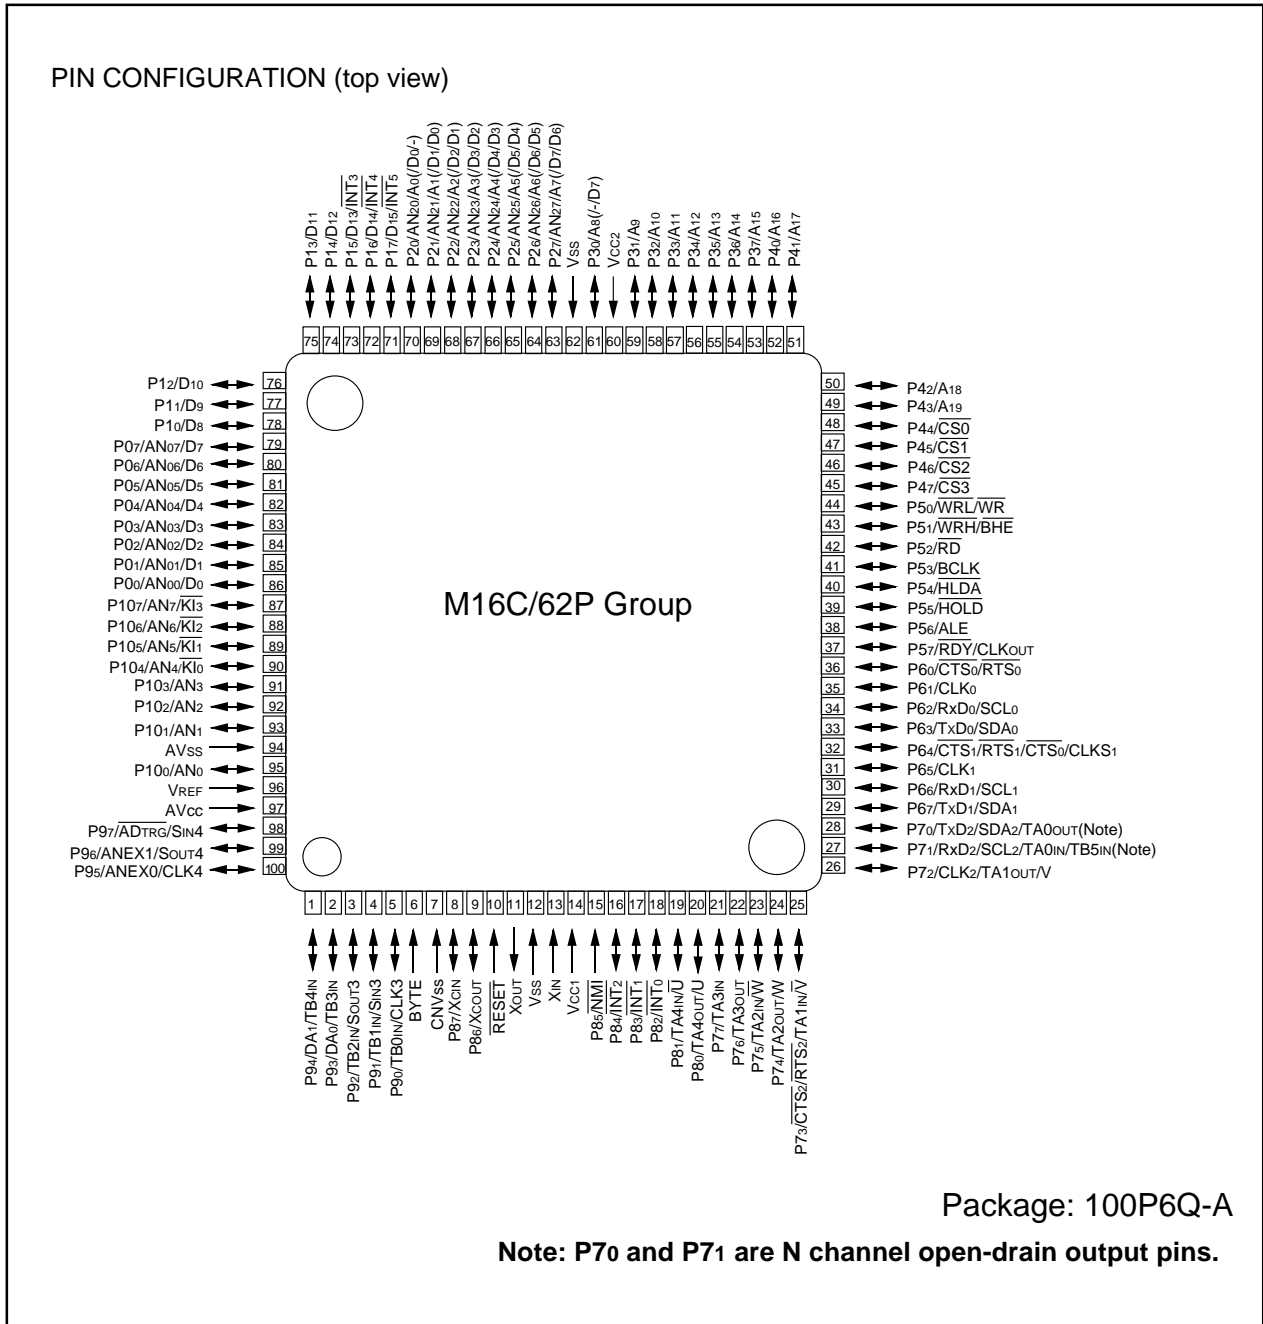 PIN CONFIGURATION (top view)
P13/D11
P14/D12
P15/D13/INT3
P16/D14/INT4
P17/D15/INT5
P20/AN20/A0(/D0/-)
P21/AN21/A1(/D1/D0)
P22/AN22/A2(/D2/D1)
P23/AN23/A3(/D3/D2)
P24/AN24/A4(/D4/D3)
P25/AN25/A5(/D5/D4)
P26/AN26/A6(/D6/D5)
P27/AN27/A7(/D7/D6)
Vss
P30/A8(/-/D7)
VCC2
P31/A9
P32/A10
P33/A11
P34/A12
P35/A13
P36/A14
P37/A15
P40/A16
P41/A17
75 74 73 72 71 70 69 68 67 66 65 64 63 62 61 60 59 58 57 56 55 54 53 52 51
P12/D10 76
P11/D9 77
P10/D8 78
P07/AN07/D7 79
P06/AN06/D6 80
P05/AN05/D5 81
P04/AN04/D4 82
P03/AN03/D3 83
P02/AN02/D2 84
P01/AN01/D1 85
P00/AN00/D0 86
P107/AN7/KI3 87
P106/AN6/KI2 88
P105/AN5/KI1 89
P104/AN4/KI0 90
P103/AN3 91
P102/AN2 92
P101/AN1 93
AVss 94
P100/AN0 95
VREF 96
AVcc 97
P97/ADTRG/SIN4 98
P96/ANEX1/SOUT4 99
P95/ANEX0/CLK4 100
M16C/62P Group
50 P42/A18
49 P43/A19
48 P44/CS0
47 P45/CS1
46 P46/CS2
45 P47/CS3
44 P50/WRL/WR
43 P51/WRH/BHE
42 P52/RD
41 P53/BCLK
40 P54/HLDA
39 P55/HOLD
38 P56/ALE
37 P57/RDY/CLKOUT
36 P60/CTS0/RTS0
35 P61/CLK0
34 P62/RxD0/SCL0
33 P63/TxD0/SDA0
32 P64/CTS1/RTS1/CTS0/CLKS1
31 P65/CLK1
30 P66/RxD1/SCL1
29 P67/TxD1/SDA1
28 P70/TxD2/SDA2/TA0OUT(Note)
27 P71/RxD2/SCL2/TA0IN/TB5IN(Note)
26 P72/CLK2/TA1OUT/V
1 2 3 4 5 6 7 8 9 10 11 12 13 14 15 16 17 18 19 20 21 22 23 24 25
P94/DA1/TB4IN
P93/DA0/TB3IN
P92/TB2IN/SOUT3
P91/TB1IN/SIN3
P90/TB0IN/CLK3
BYTE
CNVss
P87/XCIN
P86/XCOUT
RESET
XOUT
Vss
XIN
VCC1
P85/NMI
P84/INT2
P83/INT1
P82/INT0
P81/TA4IN/U
P80/TA4OUT/U
P77/TA3IN
P76/TA3OUT
P75/TA2IN/W
P74/TA2OUT/W
P73/CTS2/RTS2/TA1IN/V
Package: 100P6Q-A
Note: P70 and P71 are N channel open-drain output pins.